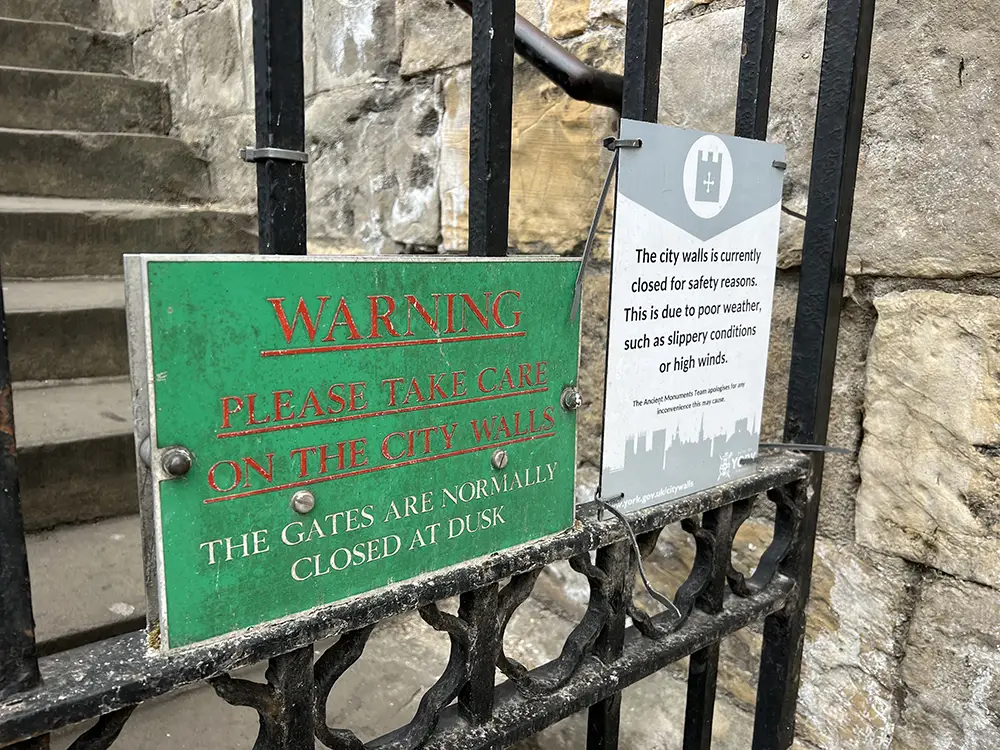 WARNING
PLEASE TAKE CARE
ON THE CITY WALLS
THE GATES ARE NORMALLY
CLOSED AT DUSK
The city walls is currently
closed for safety reasons.
This is due to poor weather,
such as slippery conditions
or high winds.
The Ancient Monuments Team apologises for any
inconvenience this may cause.
YORK
www.york.gov.uk/citywalls